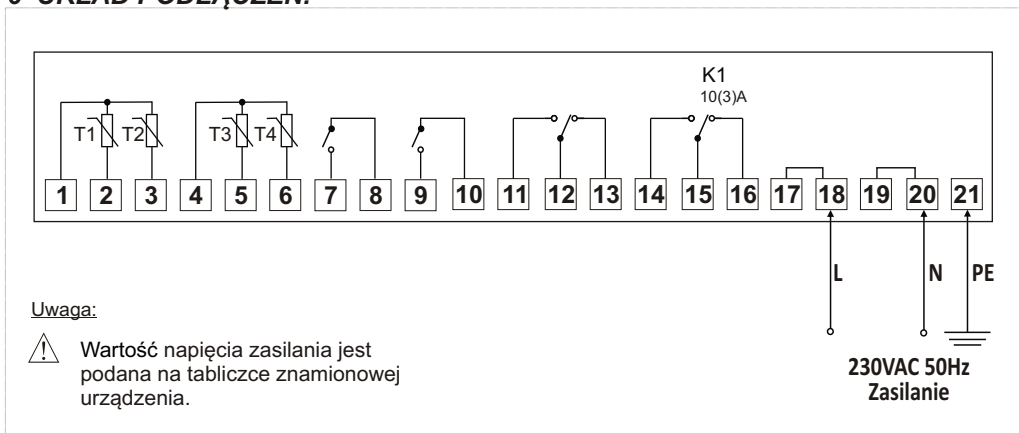 K1
10(3)A
T1 T2 T3 T4
1 2 3 4 5 6 7 8 9 10 11 12 13 14 15 16 17 18 19 20 21
L N PE
Uwaga:
Wartość napięcia zasilania jest
podana na tabliczce znamionowej
urządzenia.
230VAC 50Hz
Zasilanie